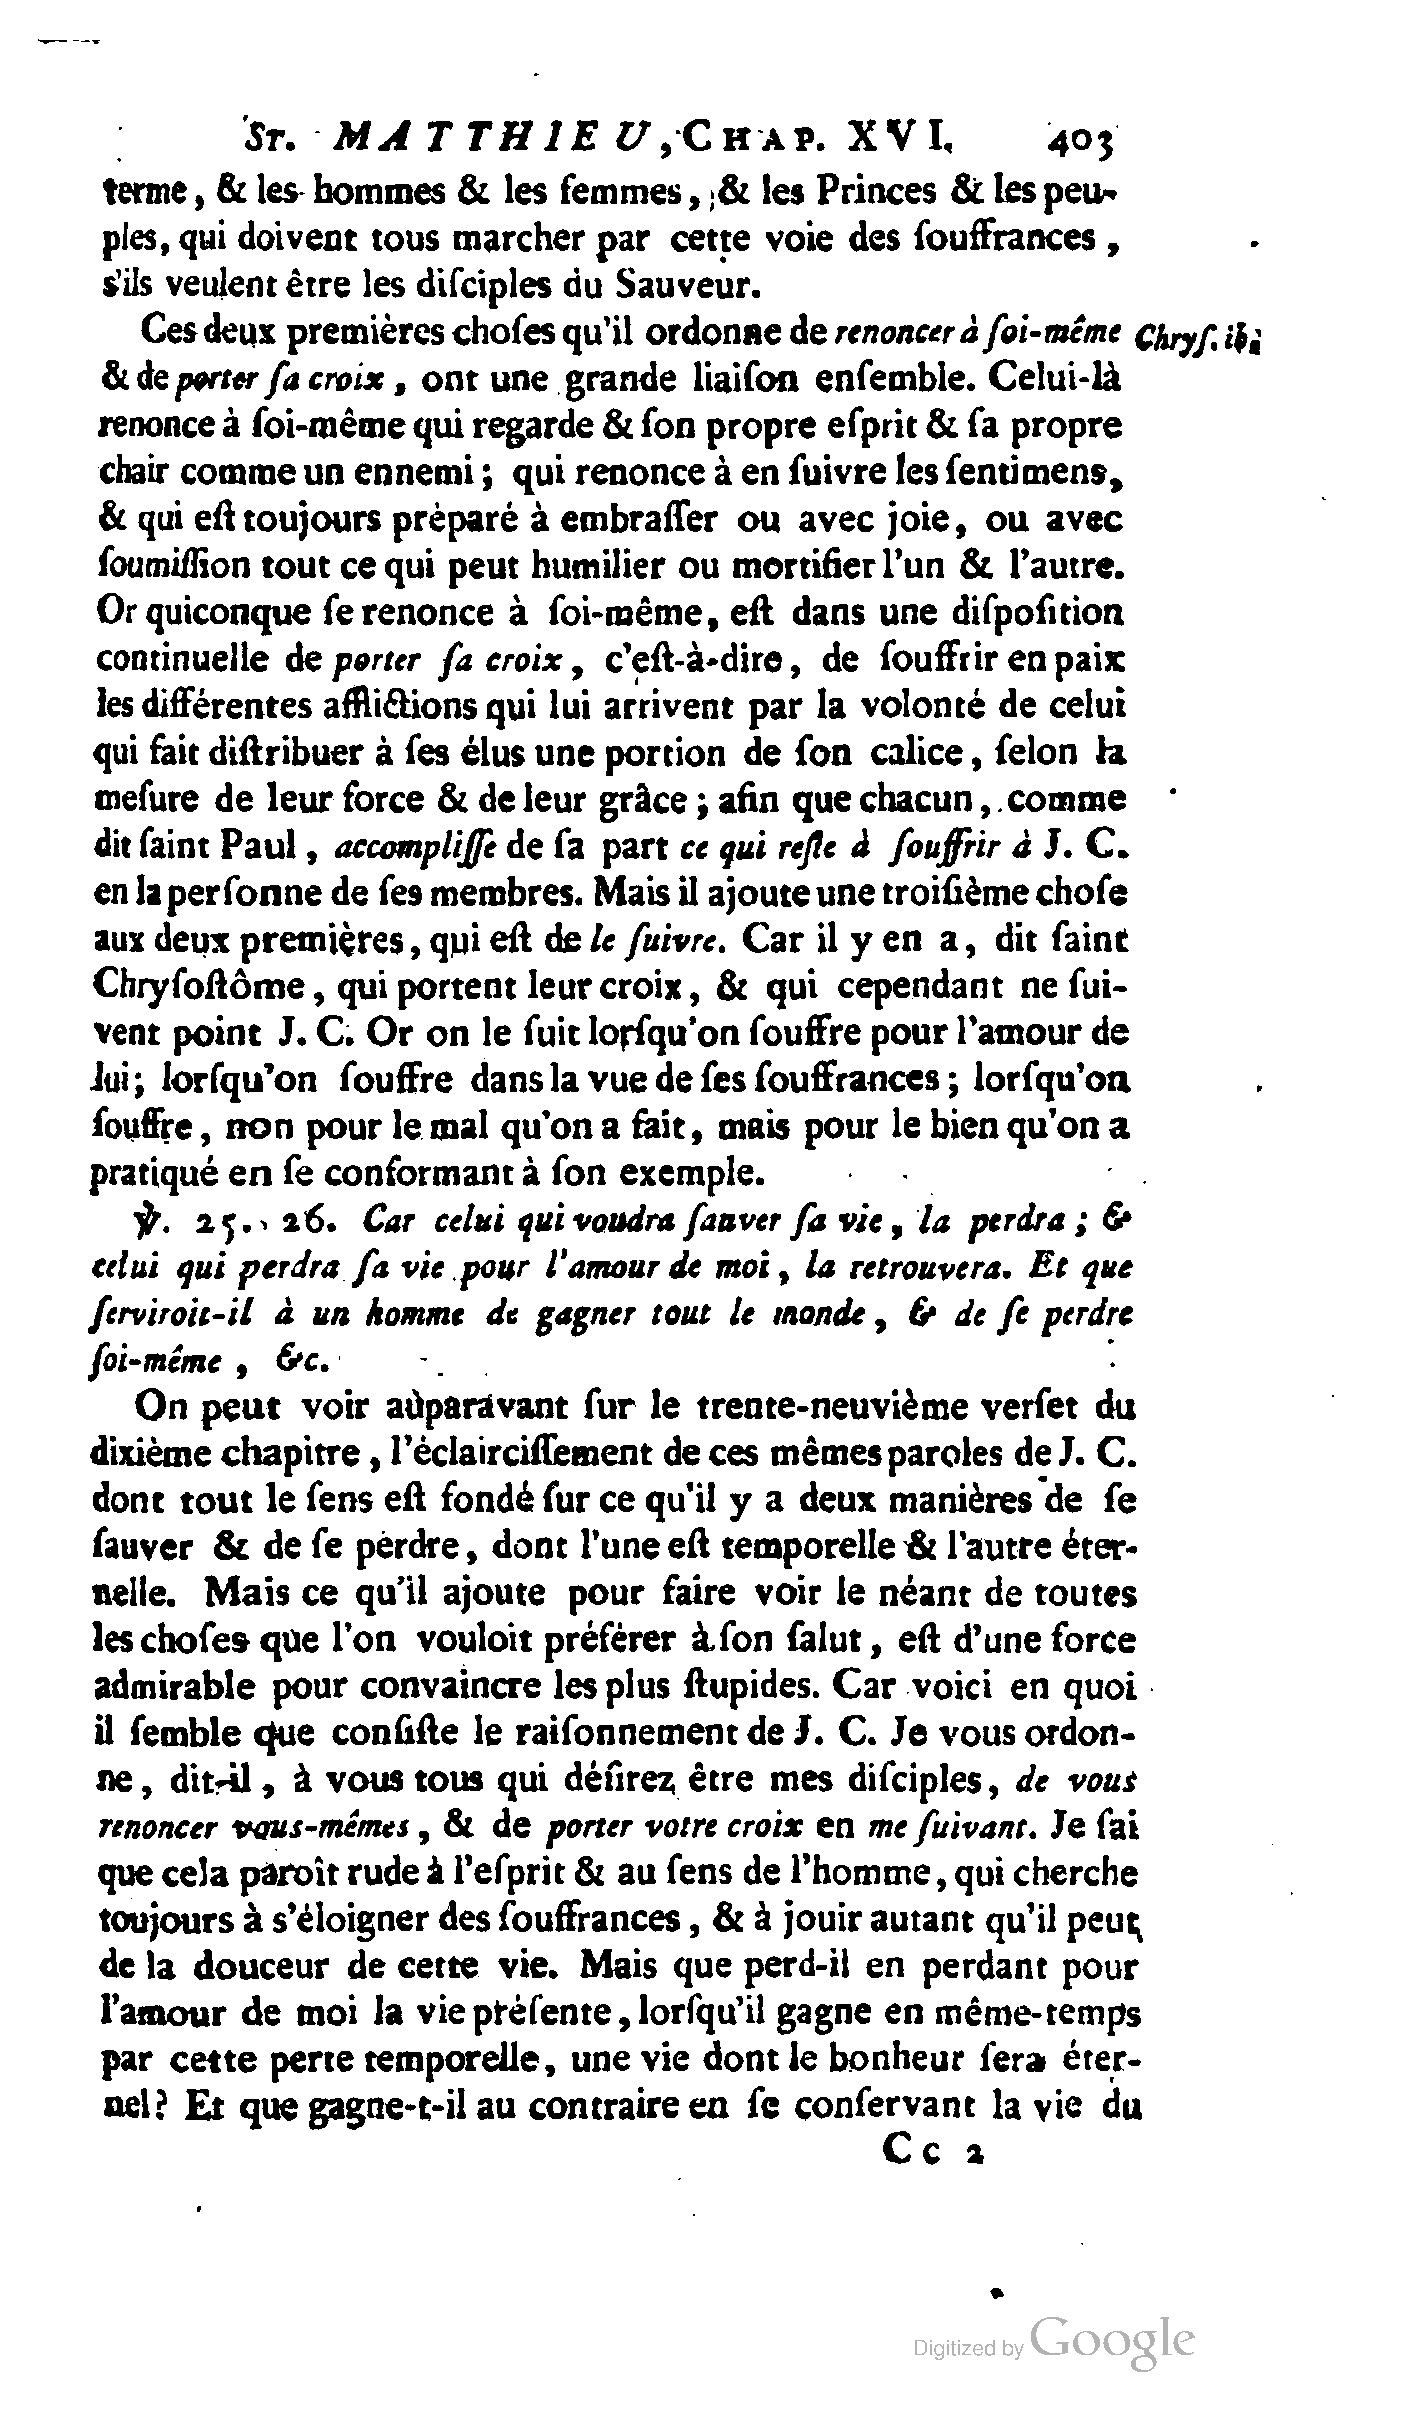 St. MATTHIEU, CHAP. XVI. 403
terme, & les hommes & les femmes, & les Princes & les peu-
ples, qui doivent tous marcher par cette voie des ſouffrances,
s'ils veulent être les diſciples du Sauveur.
Ces deux premières choſes qu'il ordonne de renoncer à ſoi-même Chryſ. ibi
& de porter ſa croix, ont une grande liaiſon enſemble. Celui-là
renonce à ſoi-même qui regarde & ſon propre eſprit & ſa propre
chair comme un ennemi; qui renonce à en ſuivre les ſentimens,
& qui eſt toujours préparé à embraſſer ou avec joie, ou avec
ſoumiſſion tout ce qui peut humilier ou mortifier l'un & l'autre.
Or quiconque ſe renonce à ſoi-même, eſt dans une diſpoſition
continuelle de porter ſa croix, c'eſt-à-dire, de ſouffrir en paix
les différentes afflictions qui lui arrivent par la volonté de celui
qui fait diſtribuer à ſes élus une portion de ſon calice, ſelon la
meſure de leur force & de leur grâce; afin que chacun, comme
dit ſaint Paul, accompliſſe de ſa part ce qui reſte à ſouffrir à J. C.
en la perſonne de ſes membres. Mais il ajoute une troiſième choſe
aux deux premières, qui eſt de le ſuivre. Car il y en a, dit ſaint
Chryſoſtôme, qui portent leur croix, & qui cependant ne ſui-
vent point J. C. Or on le ſuit lorſqu'on ſouffre pour l'amour de
lui; lorſqu'on ſouffre dans la vue de ſes ſouffrances; lorſqu'on
ſouffre, non pour le mal qu'on a fait, mais pour le bien qu'on a
pratiqué en ſe conformant à ſon exemple.
℣. 25. 26. Car celui qui voudra ſauver ſa vie, la perdra; &
celui qui perdra ſa vie pour l'amour de moi, la retrouvera. Et que
ſerviroit-il à un homme de gagner tout le monde, & de ſe perdre
ſoi-même, &c.
On peut voir auparavant ſur le trente-neuvième verſet du
dixième chapitre, l'éclairciſſement de ces mêmes paroles de J. C.
dont tout le ſens eſt fondé ſur ce qu'il y a deux manières de ſe
ſauver & de ſe perdre, dont l'une eſt temporelle & l'autre éter-
nelle. Mais ce qu'il ajoute pour faire voir le néant de toutes
les choſes que l'on vouloit préférer à ſon ſalut, eſt d'une force
admirable pour convaincre les plus ſtupides. Car voici en quoi
il ſemble que conſiſte le raiſonnement de J. C. Je vous ordon-
ne, dit-il, à vous tous qui déſirez être mes diſciples, de vous
renoncer vous-mêmes, & de porter votre croix en me ſuivant. Je ſai
que cela paroît rude à l'eſprit & au ſens de l'homme, qui cherche
toujours à s'éloigner des ſouffrances, & à jouir autant qu'il peut
de la douceur de cette vie. Mais que perd-il en perdant pour
l'amour de moi la vie préſente, lorſqu'il gagne en même-temps
par cette perte temporelle, une vie dont le bonheur ſera éter-
nel? Et que gagne-t-il au contraire en ſe conſervant la vie du
Cc 2
Digitized by Google